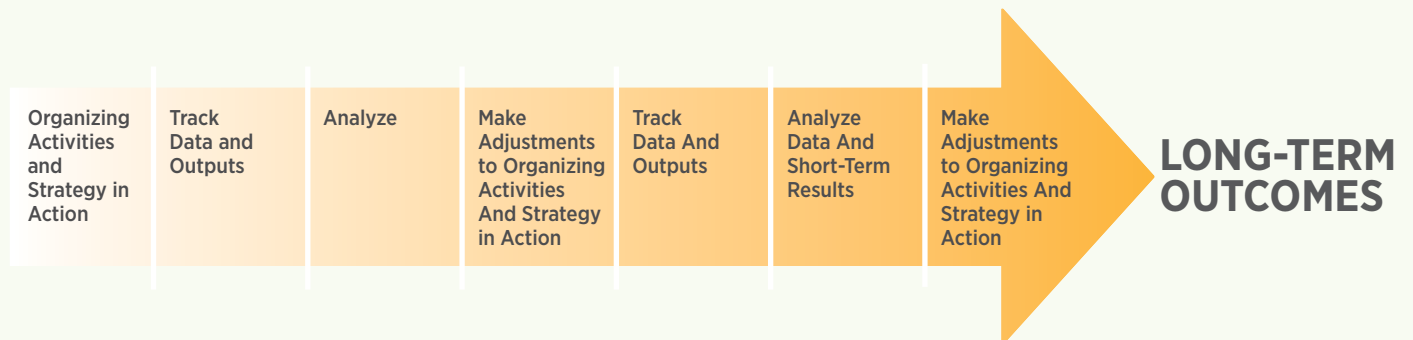 Organizing
Activities
and
Strategy in
Action
Track
Data and
Outputs
Analyze
Make
Adjustments
to Organizing
Activities
And Strategy
in Action
Track
Data And
Outputs
Analyze
Data And
Short-Term
Results
Make
Adjustments
to Organizing
Activities And
Strategy in
Action
LONG-TERM
OUTCOMES